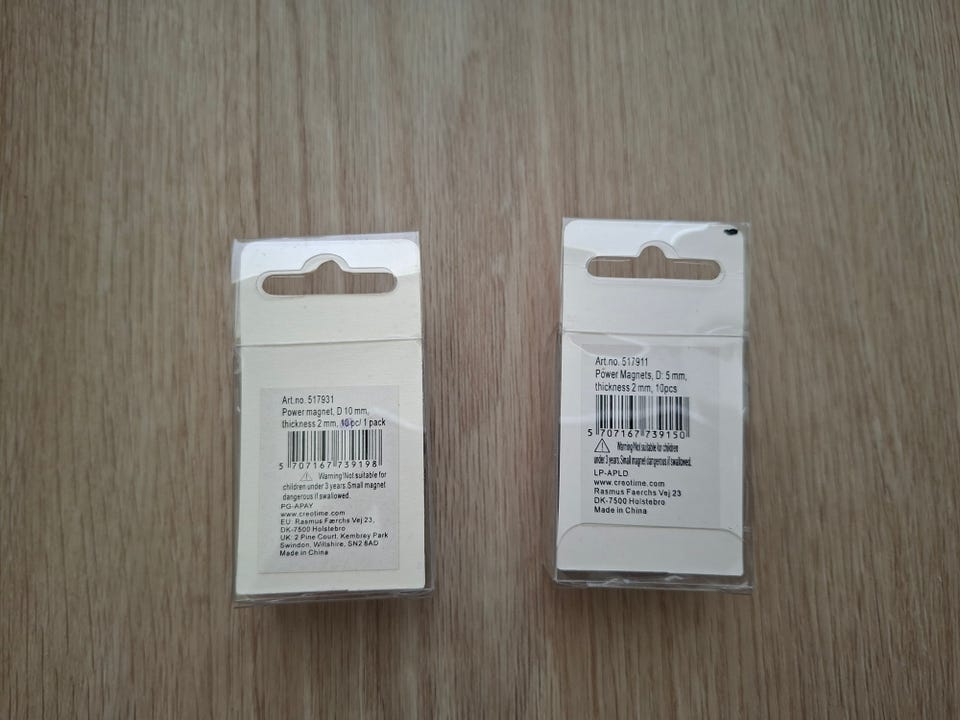 Art.no. 517931
Power magnet, D 10 mm,
thickness 2 mm, 10 pc/ 1 pack
5 707167 739198
Warning!Not suitable for
children under 3 years. Small magnet
dangerous if swallowed.
PG-APAY
www.creotime.com
EU: Rasmus Færchs Vej 23,
DK-7500 Holstebro
UK: 2 Pine Court, Kembrey Park
Swindon, Wiltshire, SN2 8AD
Made in China
Art.no. 517911
Power Magnets, D: 5 mm,
thickness 2 mm, 10pcs
5 707167 739150
Warning!Not suitable for children
under 3 years. Small magnet dangerous if swallowed.
LP-APLD
www.creotime.com
Rasmus Faerchs Vej 23
DK-7500 Holstebro
Made in China